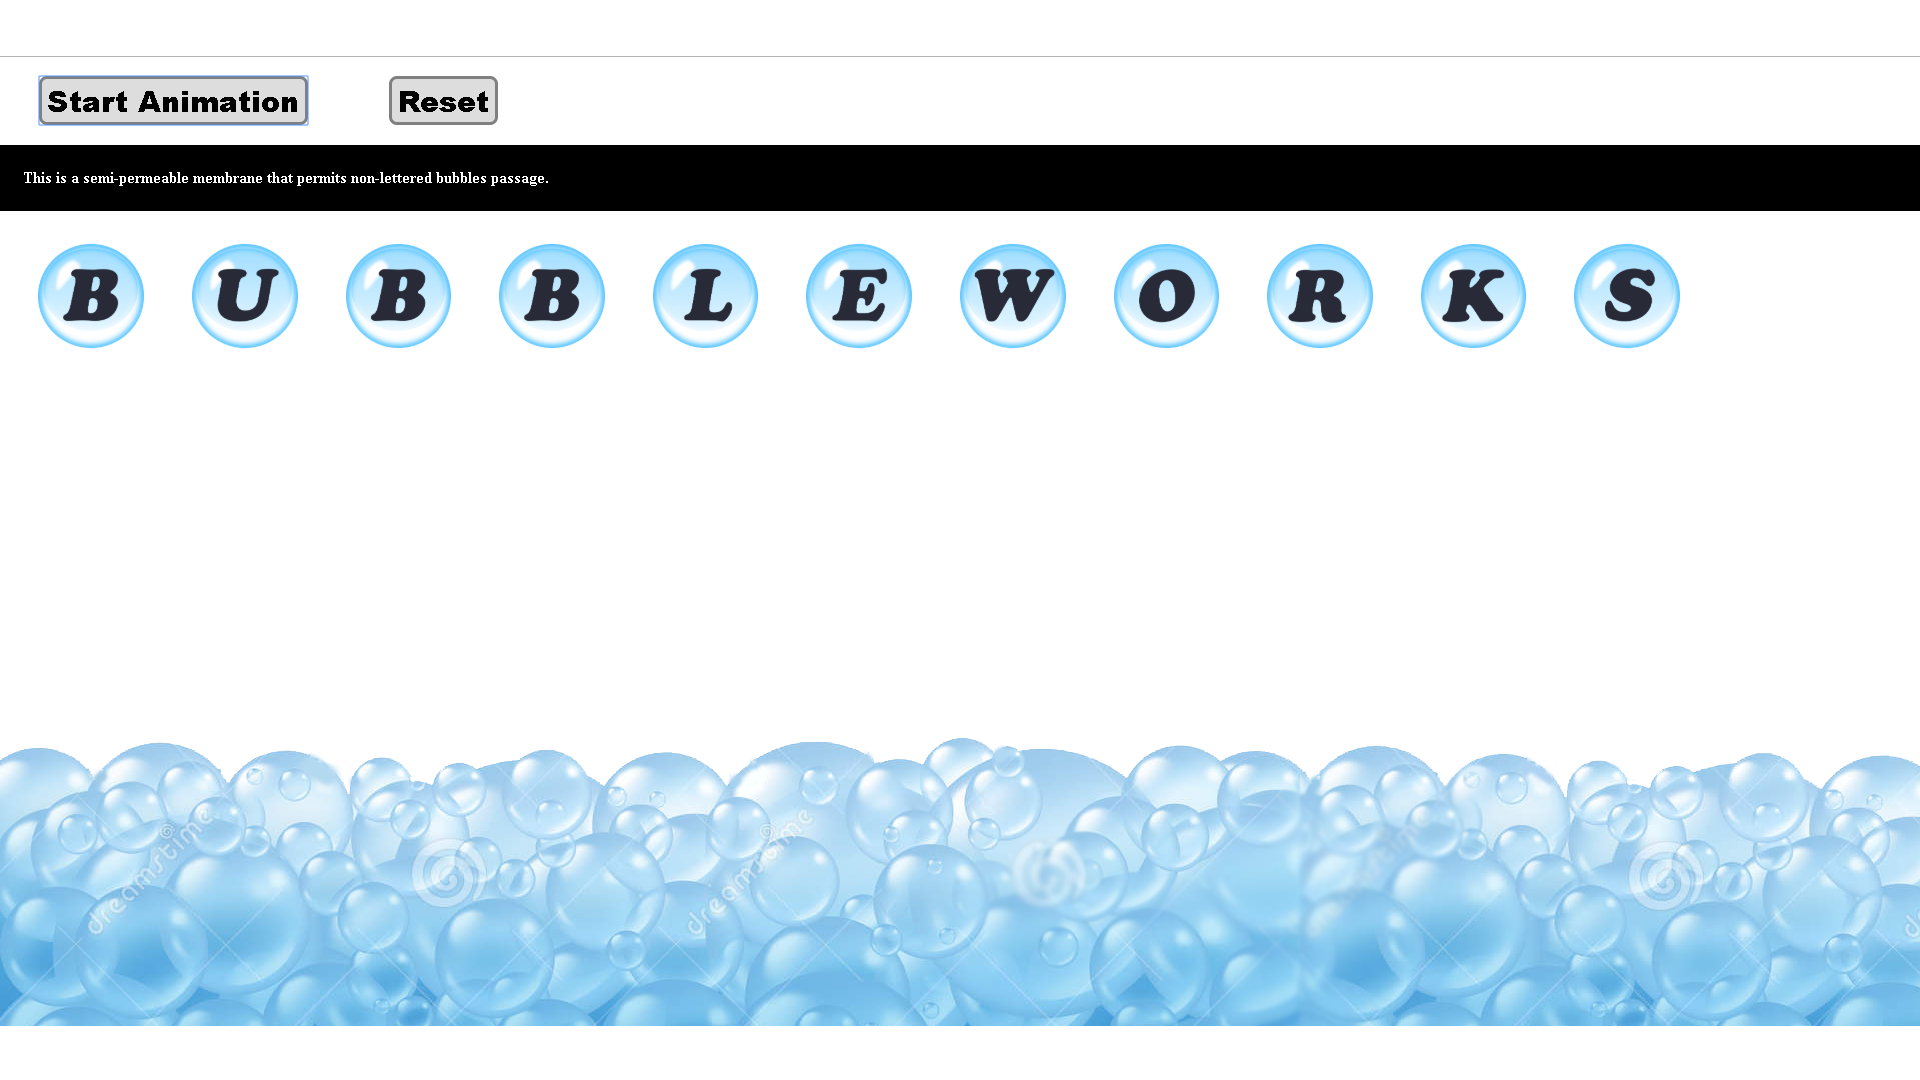 Start Animation Reset
This is a semi-permeable membrane that permits non-lettered bubbles passage.
B U B B L E W O R K S
dreamstime
dreamstime